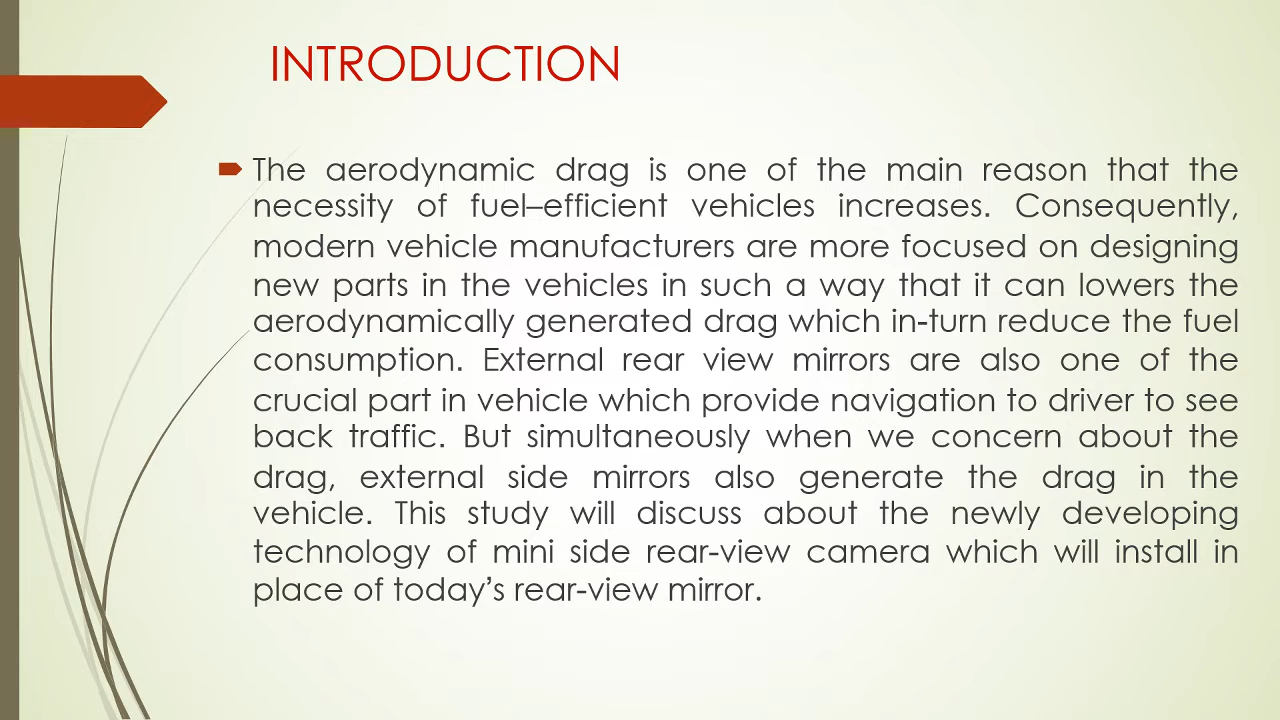 INTRODUCTION
The aerodynamic drag is one of the main reason that the
necessity of fuel–efficient vehicles increases. Consequently,
modern vehicle manufacturers are more focused on designing
new parts in the vehicles in such a way that it can lowers the
aerodynamically generated drag which in-turn reduce the fuel
consumption. External rear view mirrors are also one of the
crucial part in vehicle which provide navigation to driver to see
back traffic. But simultaneously when we concern about the
drag, external side mirrors also generate the drag in the
vehicle. This study will discuss about the newly developing
technology of mini side rear-view camera which will install in
place of today’s rear-view mirror.